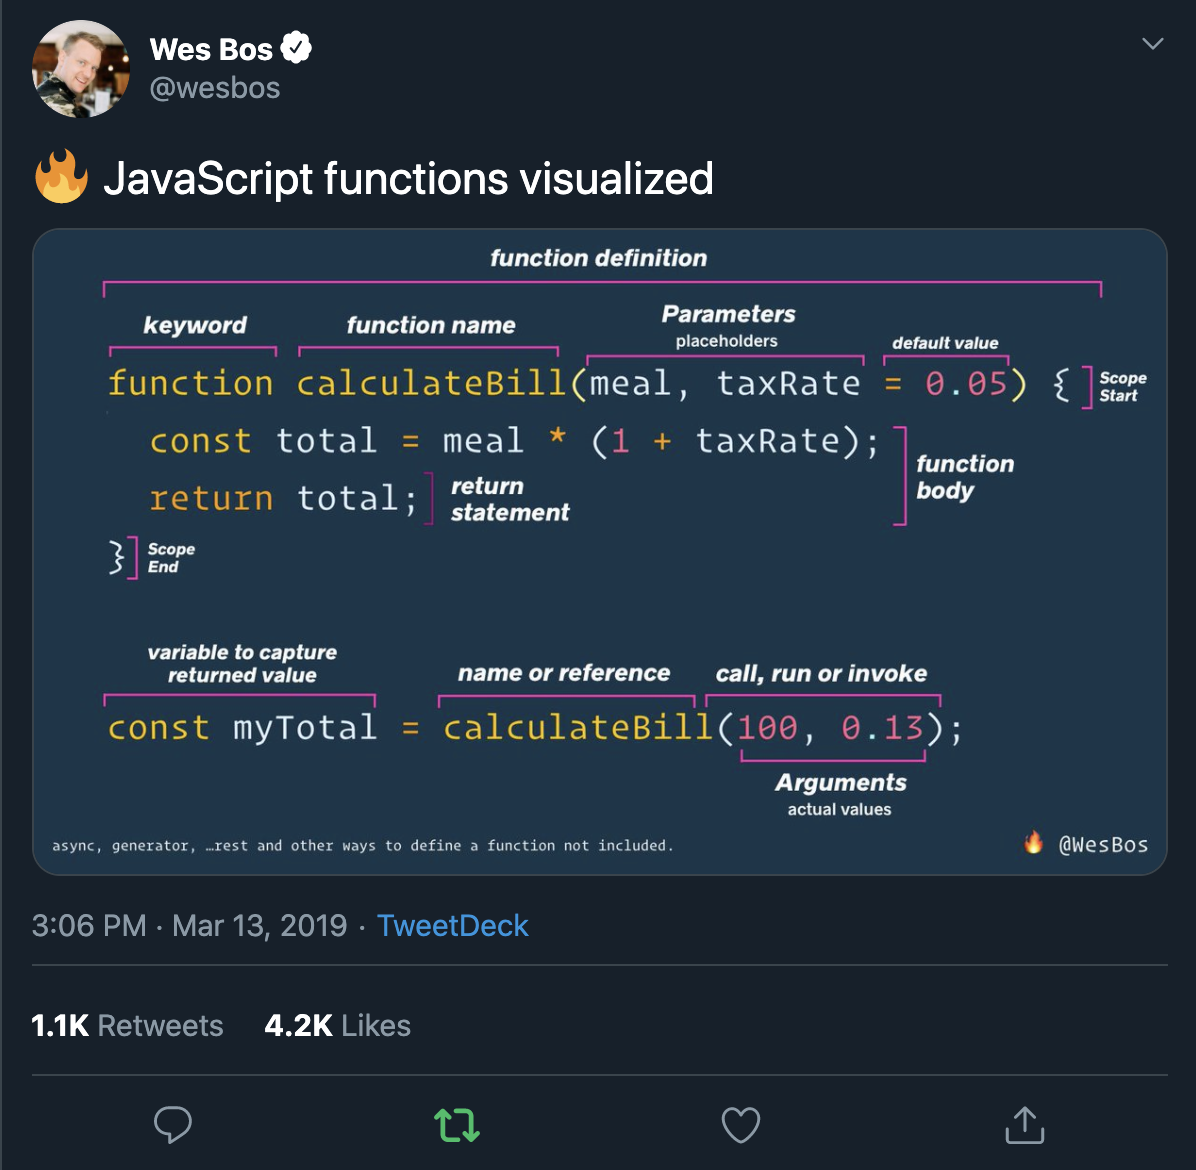 Wes Bos
@wesbos
🔥 JavaScript functions visualized
function definition
keyword
function name
Parameters
placeholders
default value
function calculateBill(meal, taxRate = 0.05) {
Scope
Start
const total = meal * (1 + taxRate);
return total;
return
statement
function
body
}
Scope
End
variable to capture
returned value
name or reference
call, run or invoke
const myTotal = calculateBill(100, 0.13);
Arguments
actual values
async, generator, …rest and other ways to define a function not included.
🔥 @WesBos
3:06 PM · Mar 13, 2019 · TweetDeck
1.1K Retweets 4.2K Likes